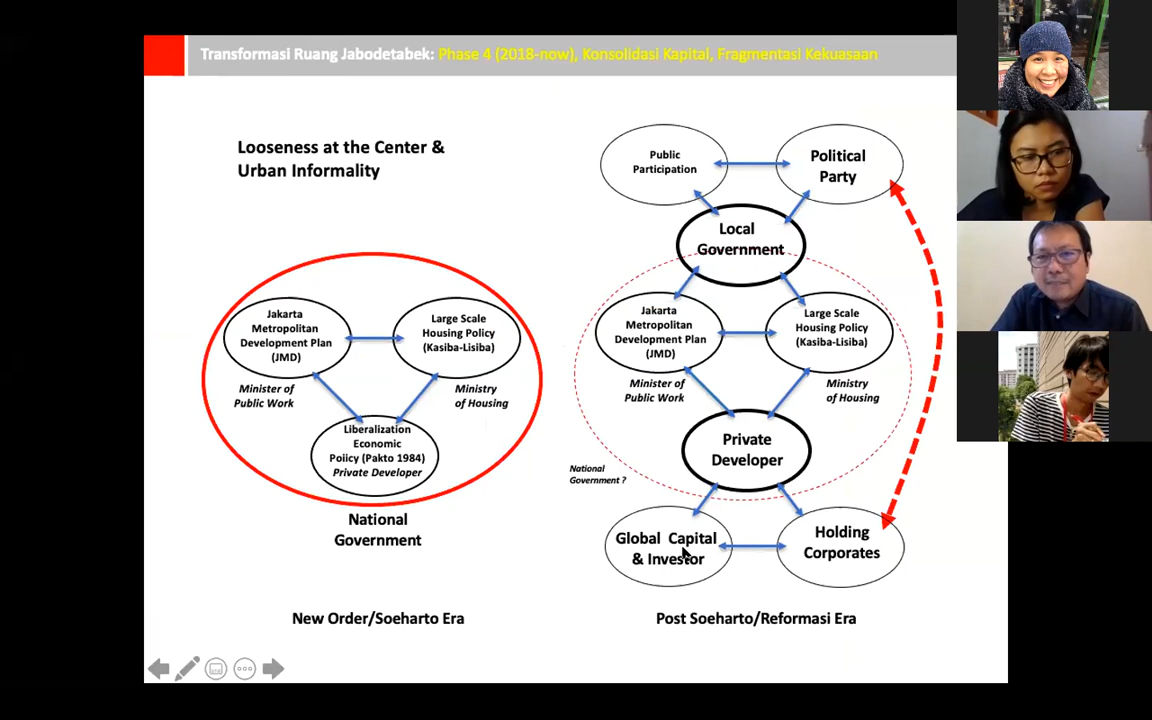 Transformasi Ruang Jabodetabek: Phase 4 (2018-now), Konsolidasi Kapital, Fragmentasi Kekuasaan
Looseness at the Center &
Urban Informality
Jakarta
Metropolitan
Development Plan
(JMD)
Large Scale
Housing Policy
(Kasiba-Lisiba)
Minister of
Public Work
Ministry
of Housing
Liberalization
Economic
Poiicy (Pakto 1984)
Private Developer
National
Government
New Order/Soeharto Era
Public
Participation
Political
Party
Local
Government
Jakarta
Metropolitan
Development Plan
(JMD)
Large Scale
Housing Policy
(Kasiba-Lisiba)
Minister of
Public Work
Ministry
of Housing
Private
Developer
National
Government ?
Global Capital
& Investor
Holding
Corporates
Post Soeharto/Reformasi Era